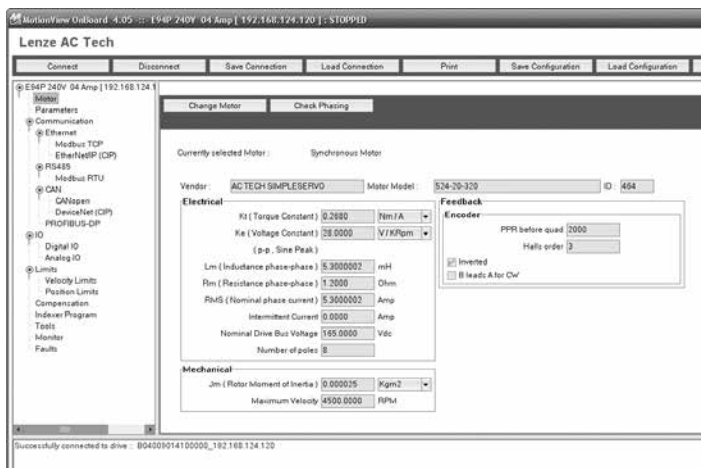 MotionView OnBoard 4.05 -::- E94P 240V 04 Amp [ 192.168.124.120 ] : STOPPED
Lenze AC Tech
Connect Disconnect Save Connection Load Connection Print Save Configuration Load Configuration
E94P 240V 04 Amp [192.168.124.1
Motor
Parameters
Communication
Ethernet
Modbus TCP
EtherNet/IP (CIP)
RS485
Modbus RTU
CAN
CANopen
DeviceNet (CIP)
PROFIBUS-DP
IO
Digital IO
Analog IO
Limits
Velocity Limits
Position Limits
Compensation
Indexer Program
Tools
Monitor
Faults
Change Motor Check Phasing
Currently selected Motor : Synchronous Motor
Vendor : AC TECH SIMPLESERVO Motor Model : 524-20-320 ID : 464
Electrical
Kt ( Torque Constant ) 0.2680 Nm / A
Ke ( Voltage Constant ) 28.0000 V / KRpm
( p-p , Sine Peak )
Lm ( Inductance phase-phase ) 5.3000002 mH
Rm ( Resistance phase-phase ) 1.2000 Ohm
RMS ( Nominal phase current ) 5.3000002 Amp
Intermittent Current 0.0000 Amp
Nominal Drive Bus Voltage 165.0000 Vdc
Number of poles 8
Mechanical
Jm ( Rotor Moment of Inertia ) 0.000025 Kgm2
Maximum Velocity 4500.0000 RPM
Feedback
Encoder
PPR before quad 2000
Halls order 3
Inverted
B leads A for CW
Successfully connected to drive :: B04009014100000_192.168.124.120